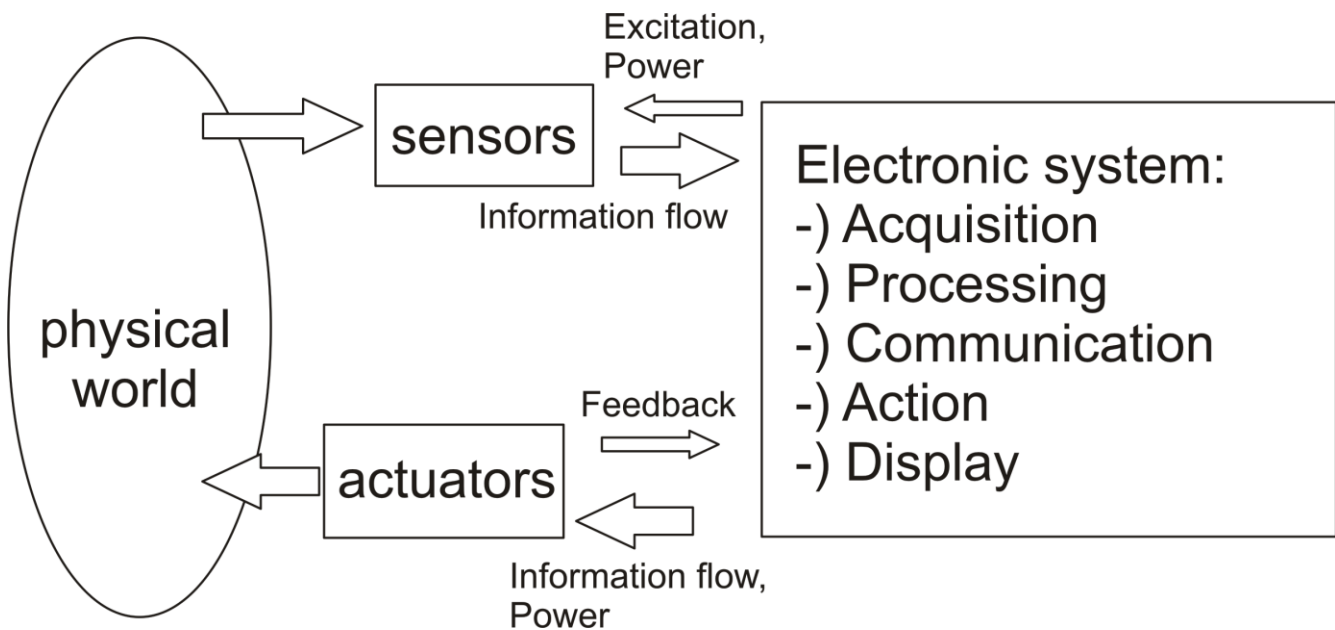 Excitation,
Power
sensors
Information flow
Electronic system:
-) Acquisition
-) Processing
-) Communication
-) Action
-) Display
physical
world
Feedback
actuators
Information flow,
Power